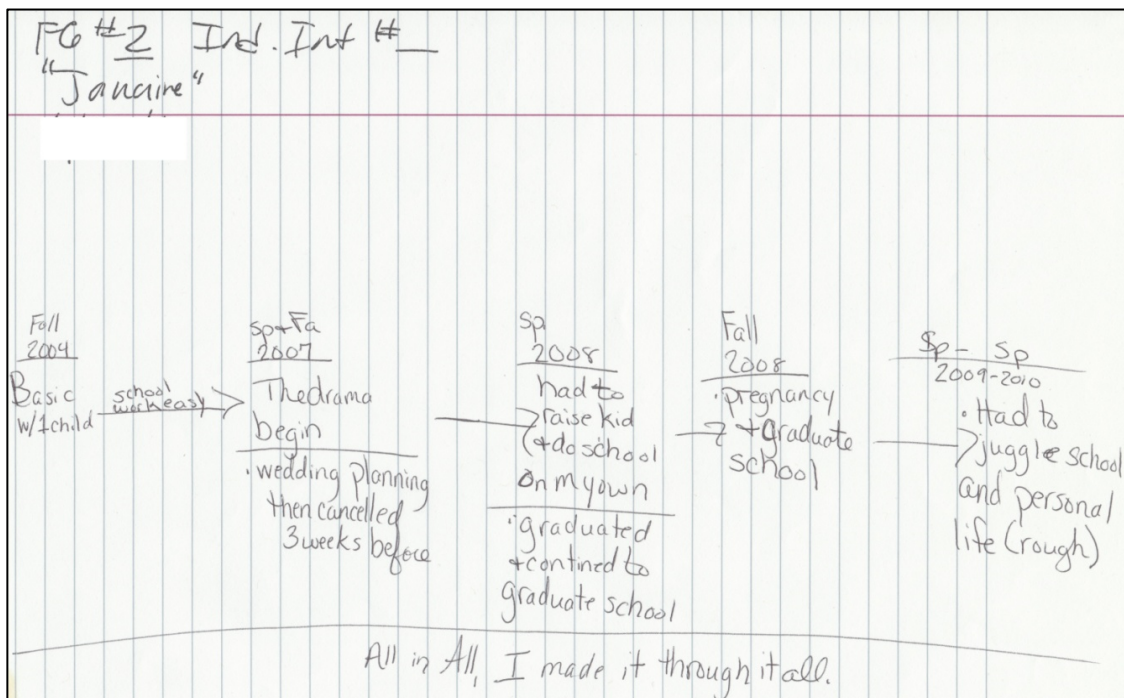 FG #2 Ind. Int #_
"Janaire"
Fall
2004
Basic
w/1child
school
work easy
Sp+Fa
2007
The drama
begin
· wedding planning
then cancelled
3 weeks before
Sp
2008
had to
raise kid
+ do school
on my own
· graduated
+ contined to
graduate school
Fall
2008
· pregnancy
+ graduate
school
Sp - Sp
2009-2010
· Had to
juggle school
and personal
life (rough)
All in All, I made it through it all.